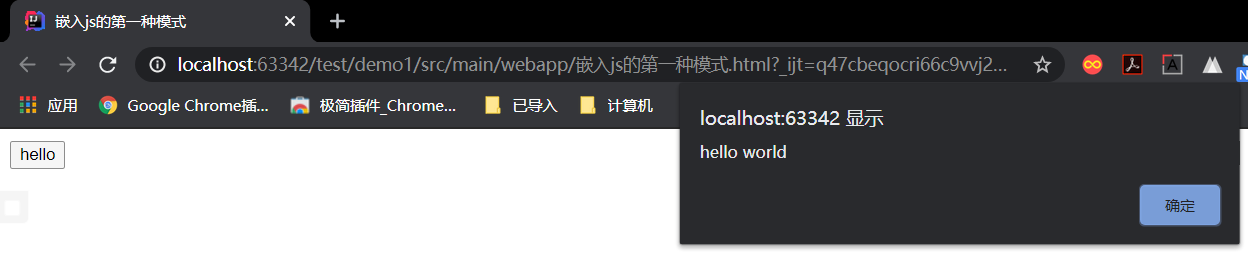 嵌入js的第一种模式
localhost:63342/test/demo1/src/main/webapp/嵌入js的第一种模式.html?_ijt=q47cbeqocri66c9vvj2...
应用 Google Chrome插... 极简插件_Chrome... 已导入 计算机
localhost:63342 显示
hello world
确定
hello